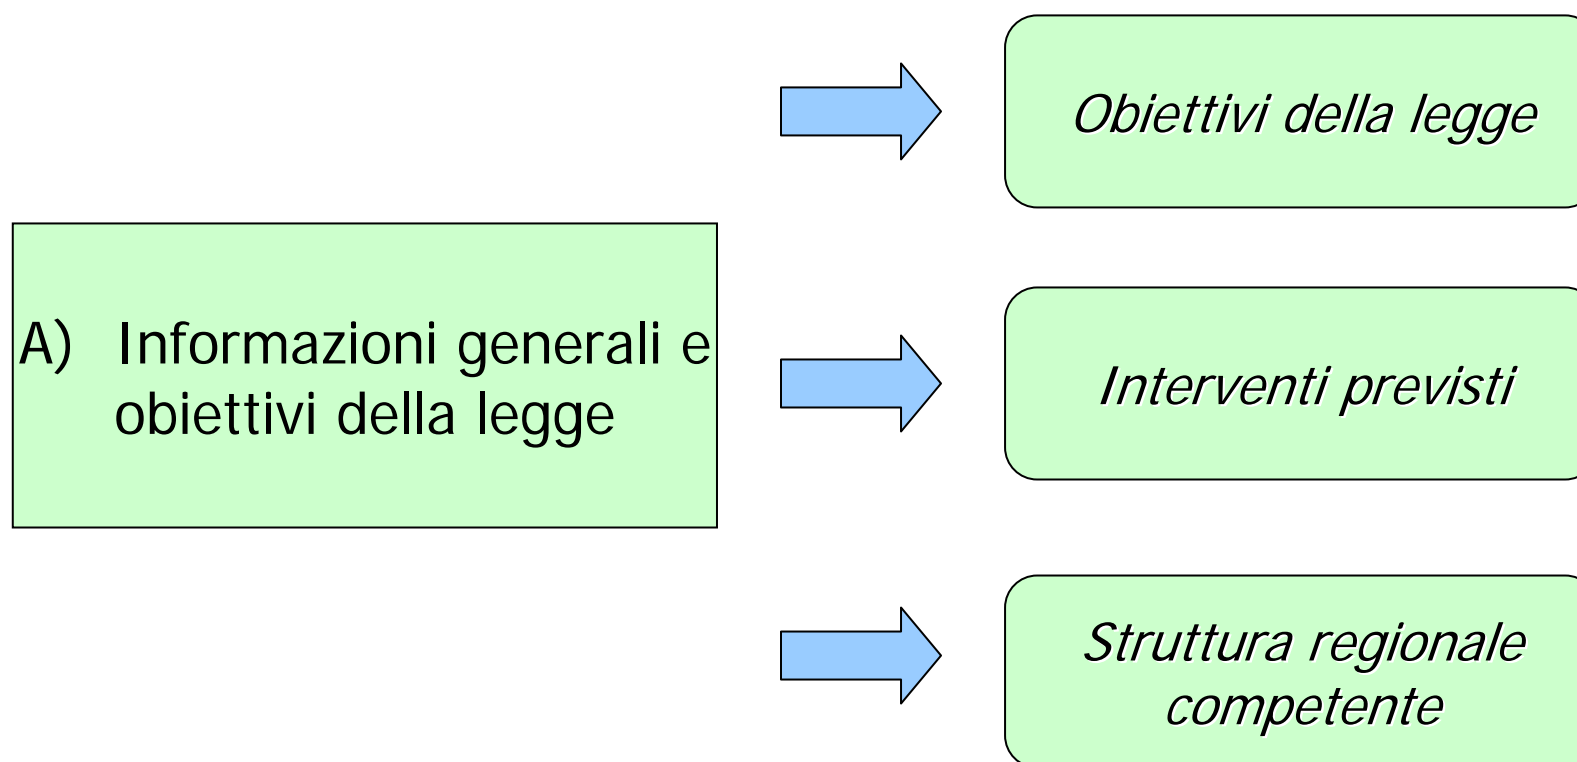 Obiettivi della legge
A) Informazioni generali e
obiettivi della legge
Interventi previsti
Struttura regionale
competente